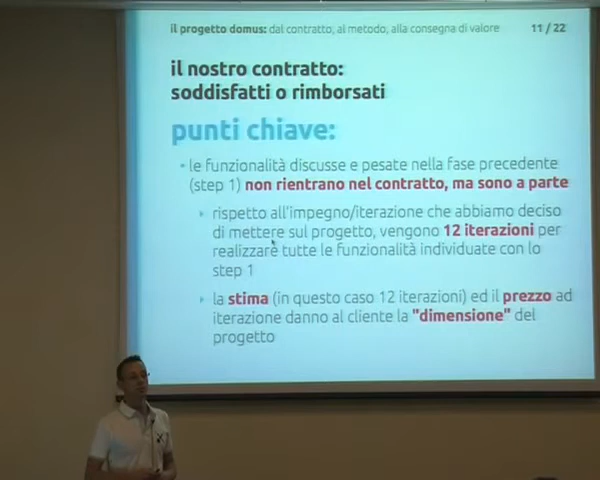 il progetto domus: dal contratto, al metodo, alla consegna di valore
11 / 22
il nostro contratto:
soddisfatti o rimborsati
punti chiave:
le funzionalità discusse e pesate nella fase precedente
(step 1) non rientrano nel contratto, ma sono a parte
rispetto all'impegno/iterazione che abbiamo deciso
di mettere sul progetto, vengono 12 iterazioni per
realizzare tutte le funzionalità individuate con lo
step 1
la stima (in questo caso 12 iterazioni) ed il prezzo ad
iterazione danno al cliente la "dimensione" del
progetto